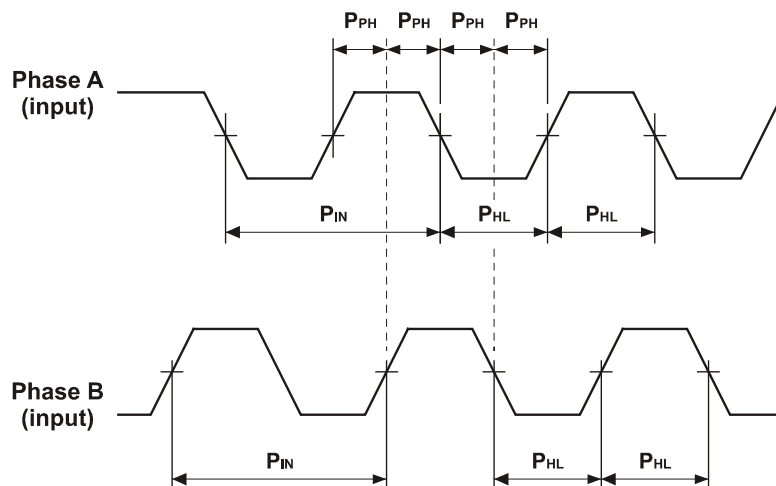 PPH PPH PPH PPH
Phase A
(input)
PIN PHL PHL
Phase B
(input)
PIN PHL PHL